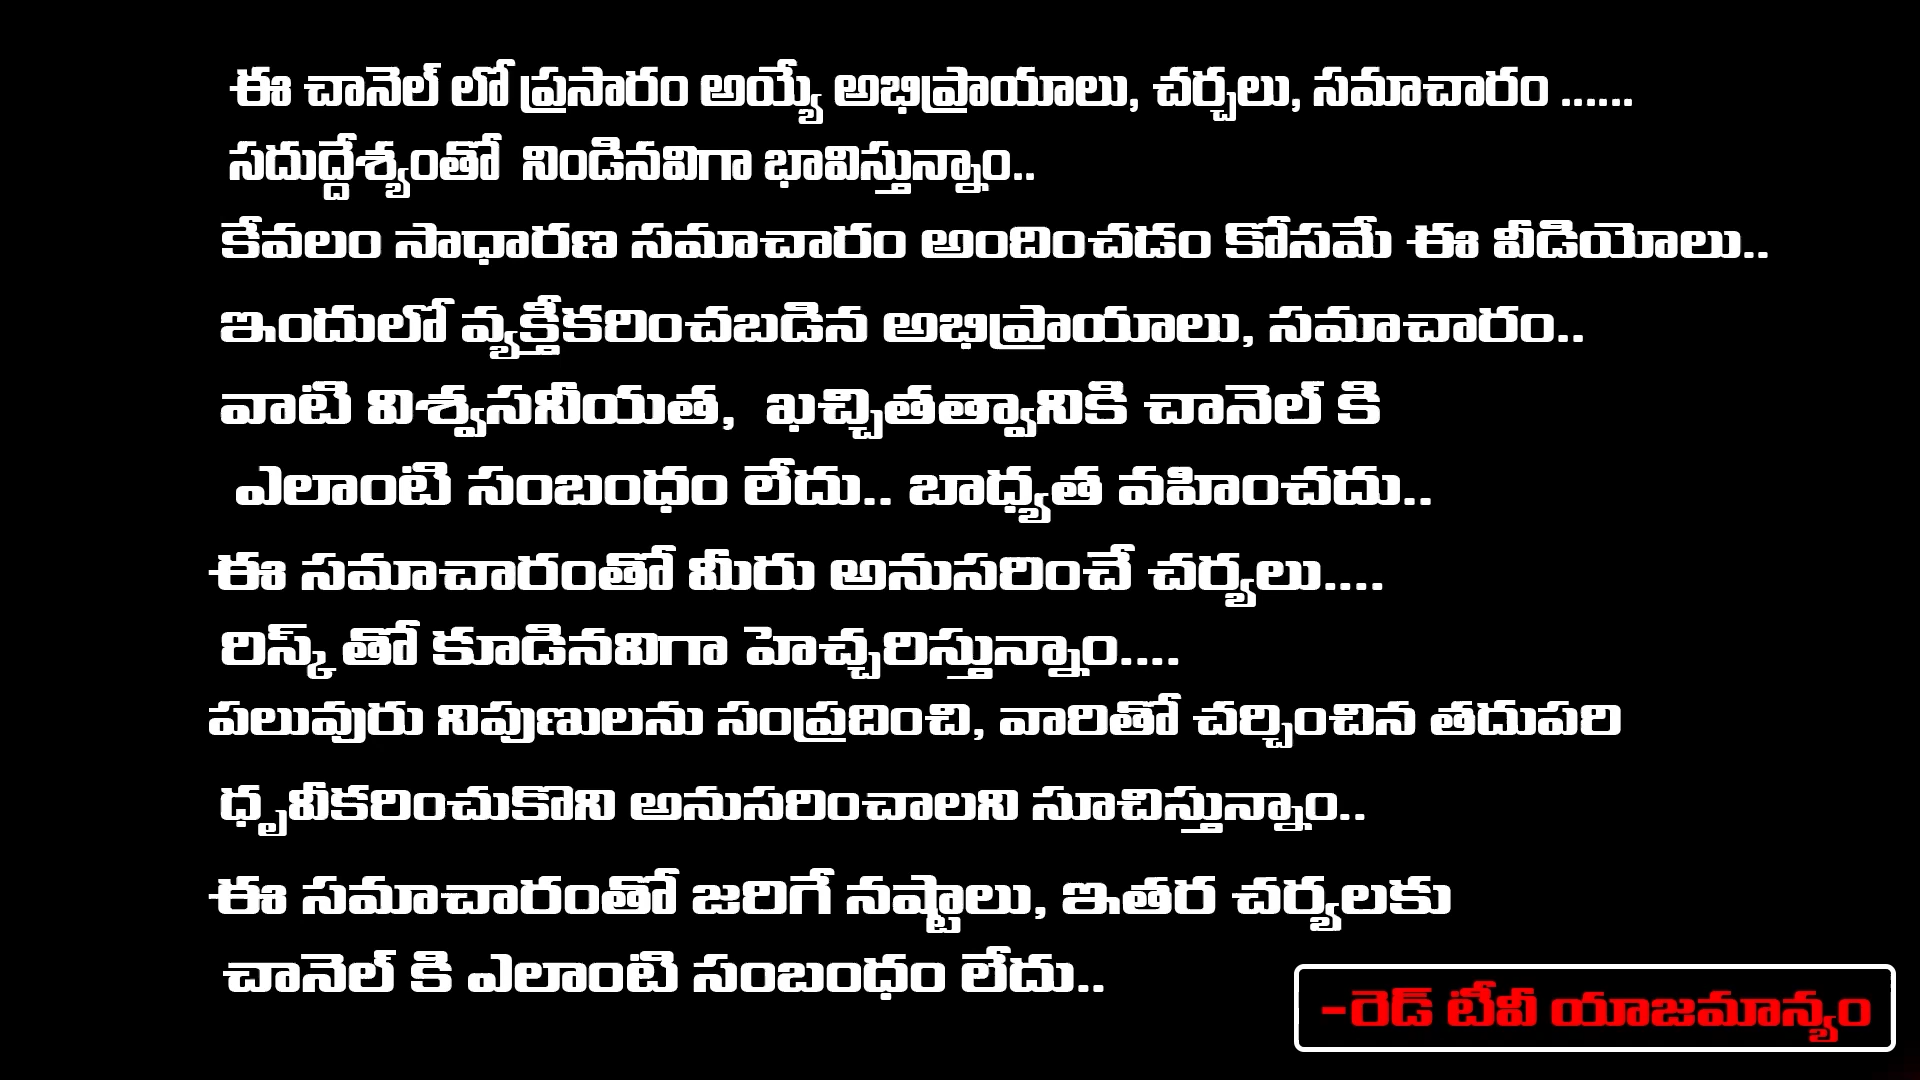 ఈ చానెల్ లో ప్రసారం అయ్యే అభిప్రాయాలు, చర్చలు, సమాచారం ......
సదుద్దేశ్యంతో నిండినవిగా భావిస్తున్నాం..
కేవలం సాధారణ సమాచారం అందించడం కోసమే ఈ వీడియోలు..
ఇందులో వ్యక్తీకరించబడిన అభిప్రాయాలు, సమాచారం..
వాటి విశ్వసనీయత, ఖచ్చితత్వానికి చానెల్ కి
ఎలాంటి సంబంధం లేదు.. బాధ్యత వహించదు..
ఈ సమాచారంతో మీరు అనుసరించే చర్యలు....
రిస్క్ తో కూడినవిగా హెచ్చరిస్తున్నాం....
పలువురు నిపుణులను సంప్రదించి, వారితో చర్చించిన తదుపరి
ధృవీకరించుకొని అనుసరించాలని సూచిస్తున్నాం..
ఈ సమాచారంతో జరిగే నష్టాలు, ఇతర చర్యలకు
చానెల్ కి ఎలాంటి సంబంధం లేదు..
-రెడ్ టీవీ యాజమాన్యం